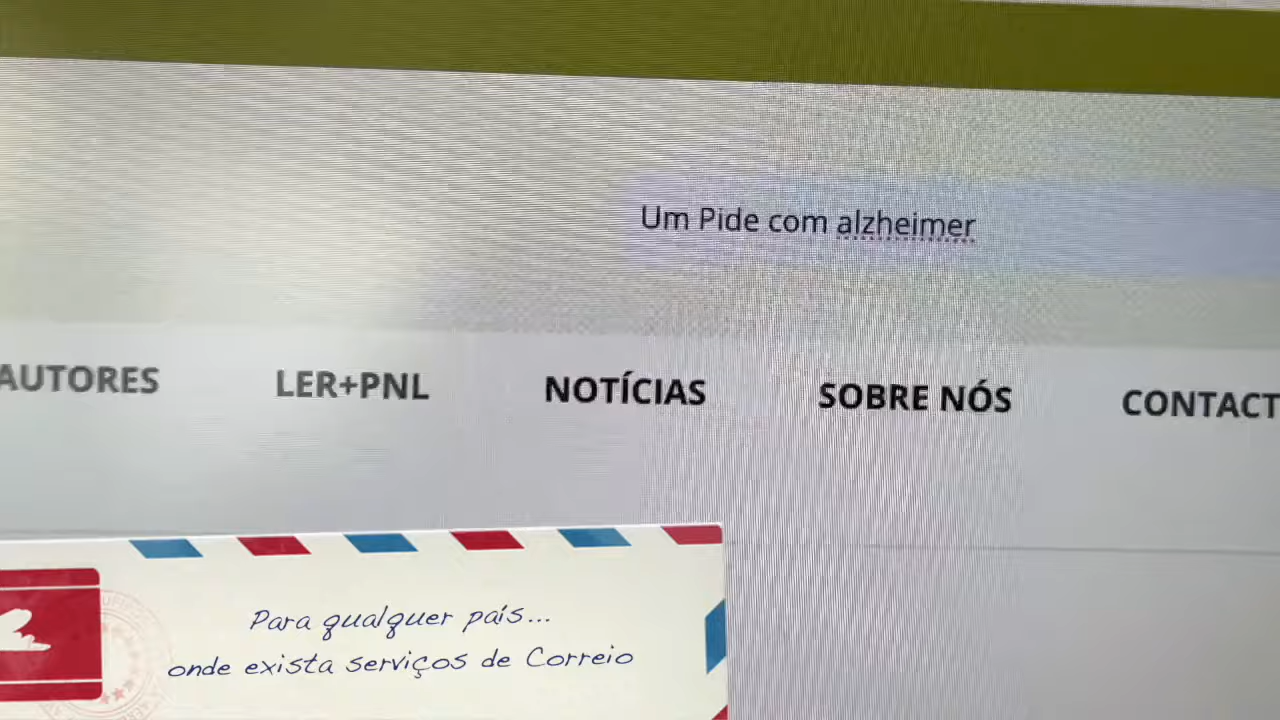 Um Pide com alzheimer
AUTORES LER+PNL NOTÍCIAS SOBRE NÓS CONTACT
Para qualquer país...
onde exista serviços de Correio